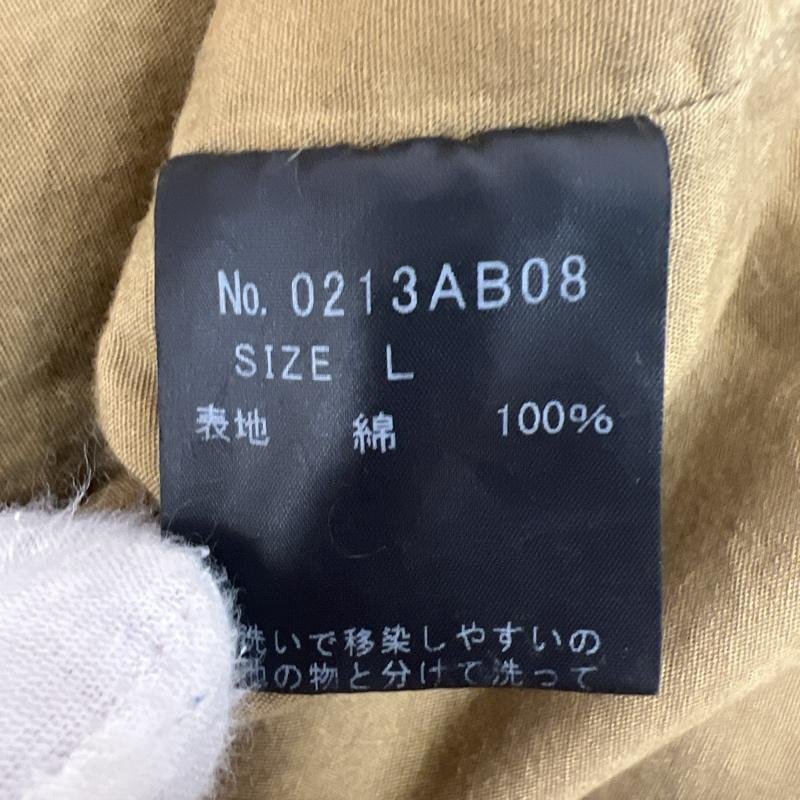 No. 0213AB08
SIZE L
表地 綿 100%
洗いで移染しやすいの
の物と分けて洗って